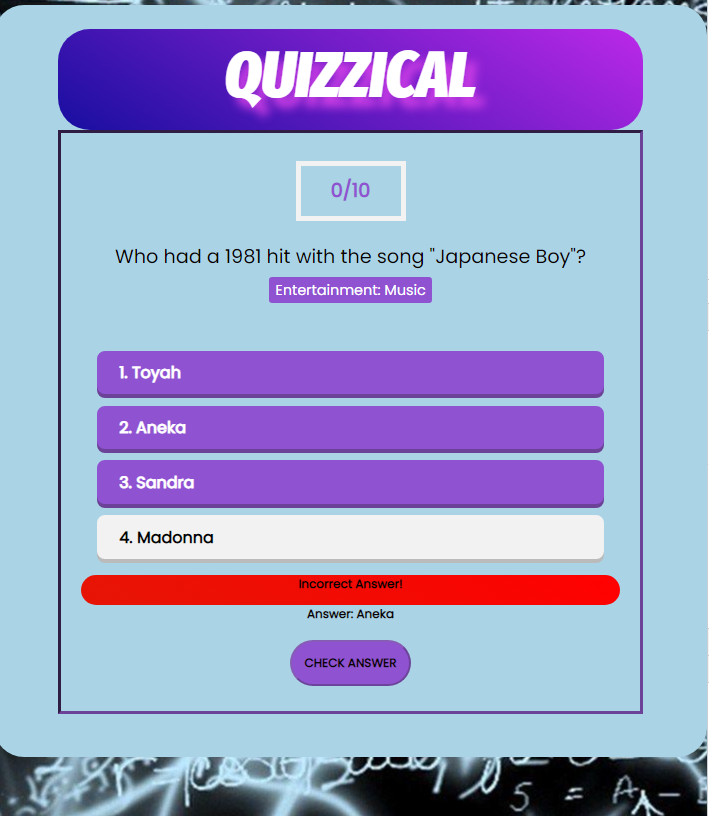 QUIZZICAL
0/10
Who had a 1981 hit with the song "Japanese Boy"?
Entertainment: Music
1. Toyah
2. Aneka
3. Sandra
4. Madonna
Incorrect Answer!
Answer: Aneka
CHECK ANSWER
5 = A